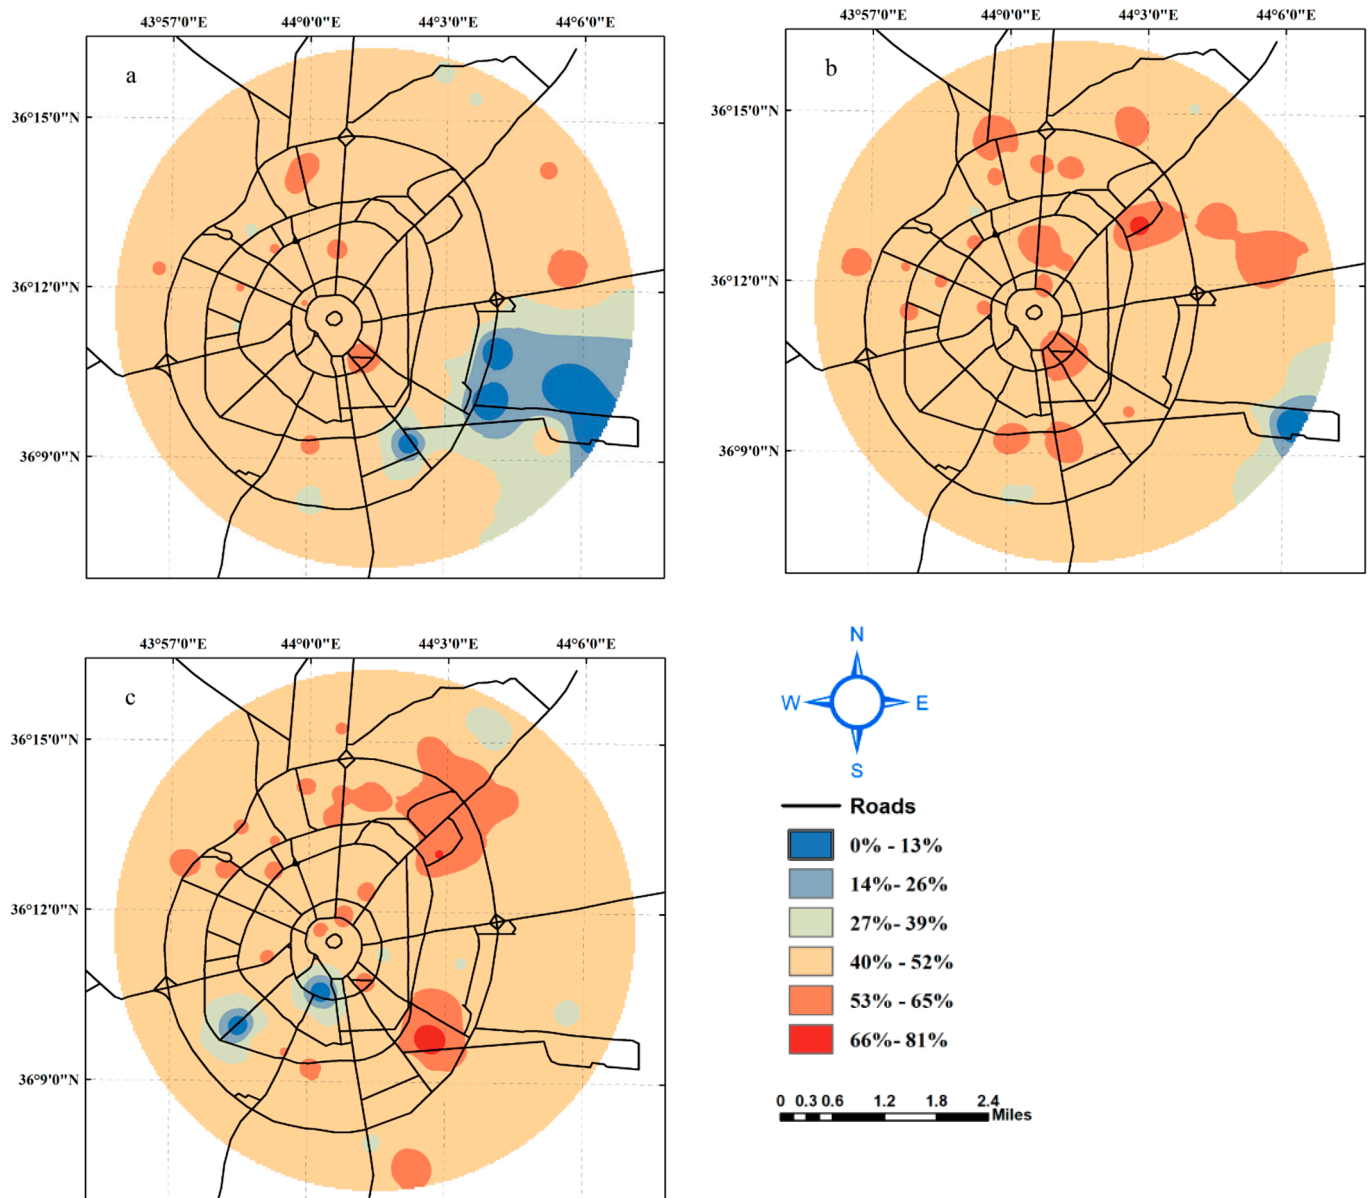 43°57'0"E 44°0'0"E 44°3'0"E 44°6'0"E
a
36°15'0"N
36°12'0"N
36°9'0"N
43°57'0"E 44°0'0"E 44°3'0"E 44°6'0"E
b
36°15'0"N
36°12'0"N
36°9'0"N
43°57'0"E 44°0'0"E 44°3'0"E 44°6'0"E
c
36°15'0"N
36°12'0"N
36°9'0"N
N
W E
S
Roads
0% - 13%
14%- 26%
27%- 39%
40% - 52%
53% - 65%
66%- 81%
0 0.3 0.6 1.2 1.8 2.4
Miles